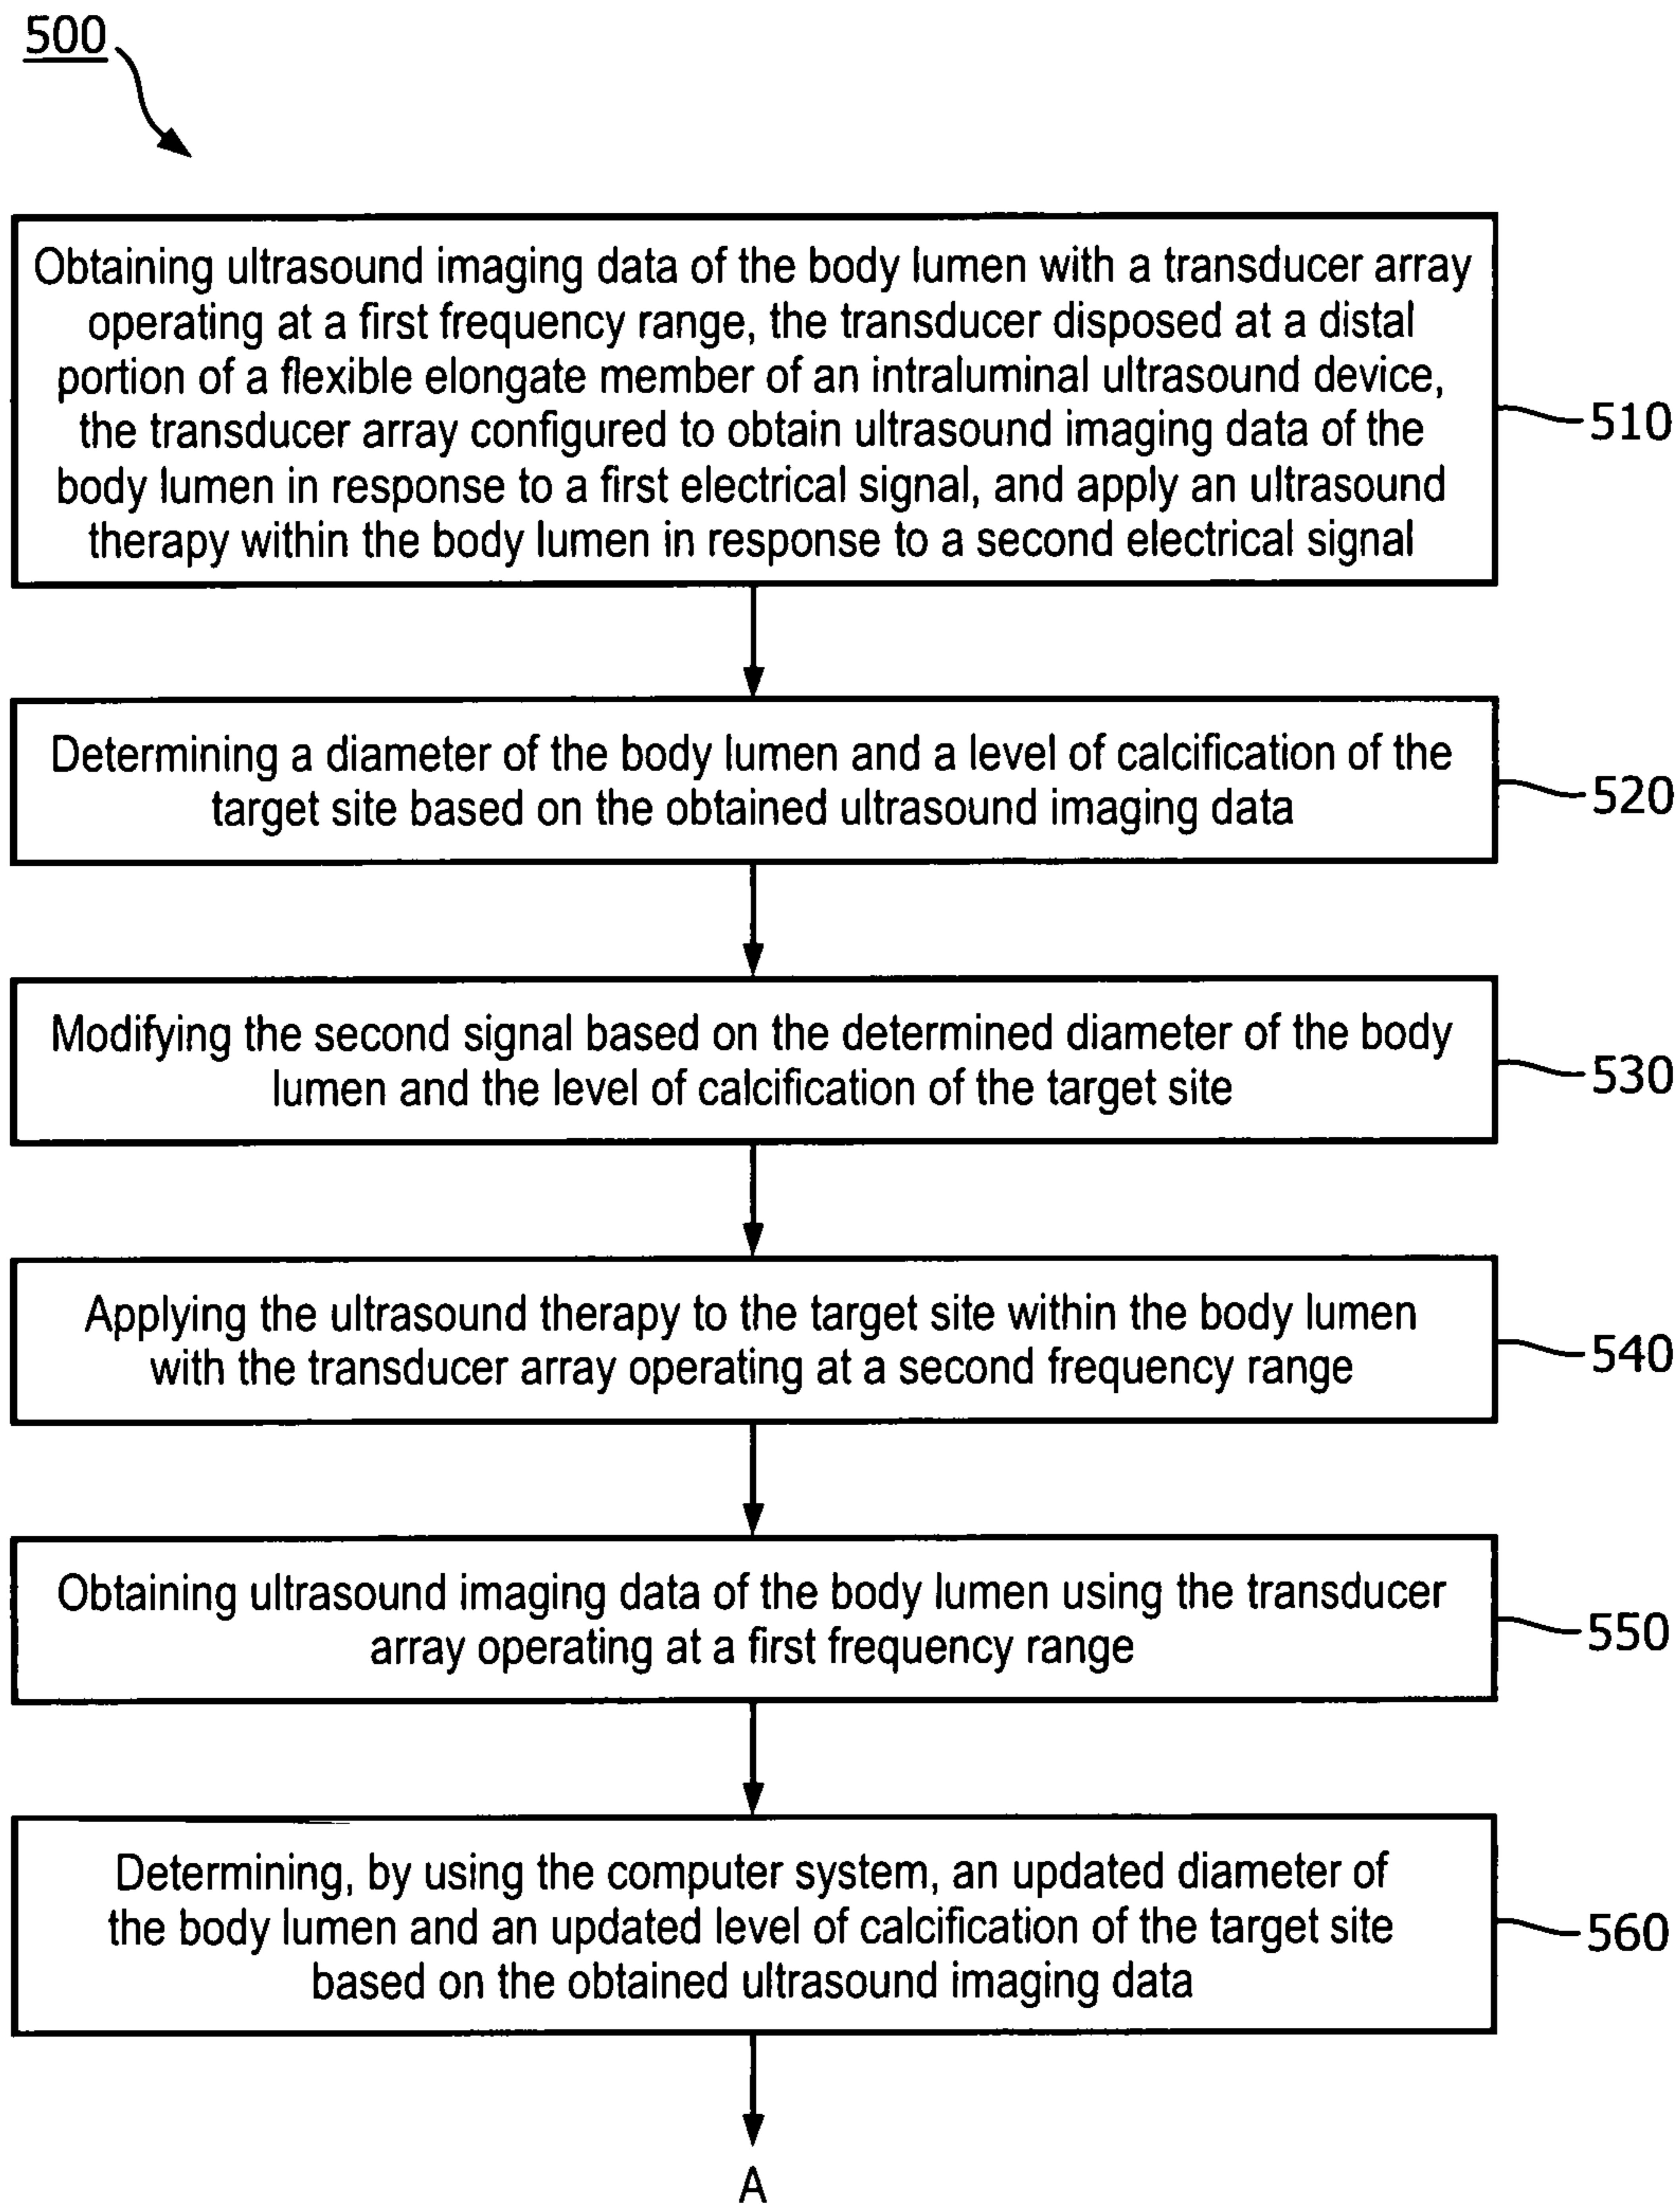 500
Obtaining ultrasound imaging data of the body lumen with a transducer array
operating at a first frequency range, the transducer disposed at a distal
portion of a flexible elongate member of an intraluminal ultrasound device,
the transducer array configured to obtain ultrasound imaging data of the
body lumen in response to a first electrical signal, and apply an ultrasound
therapy within the body lumen in response to a second electrical signal
510
Determining a diameter of the body lumen and a level of calcification of the
target site based on the obtained ultrasound imaging data
520
Modifying the second signal based on the determined diameter of the body
lumen and the level of calcification of the target site
530
Applying the ultrasound therapy to the target site within the body lumen
with the transducer array operating at a second frequency range
540
Obtaining ultrasound imaging data of the body lumen using the transducer
array operating at a first frequency range
550
Determining, by using the computer system, an updated diameter of
the body lumen and an updated level of calcification of the target site
based on the obtained ultrasound imaging data
560
A